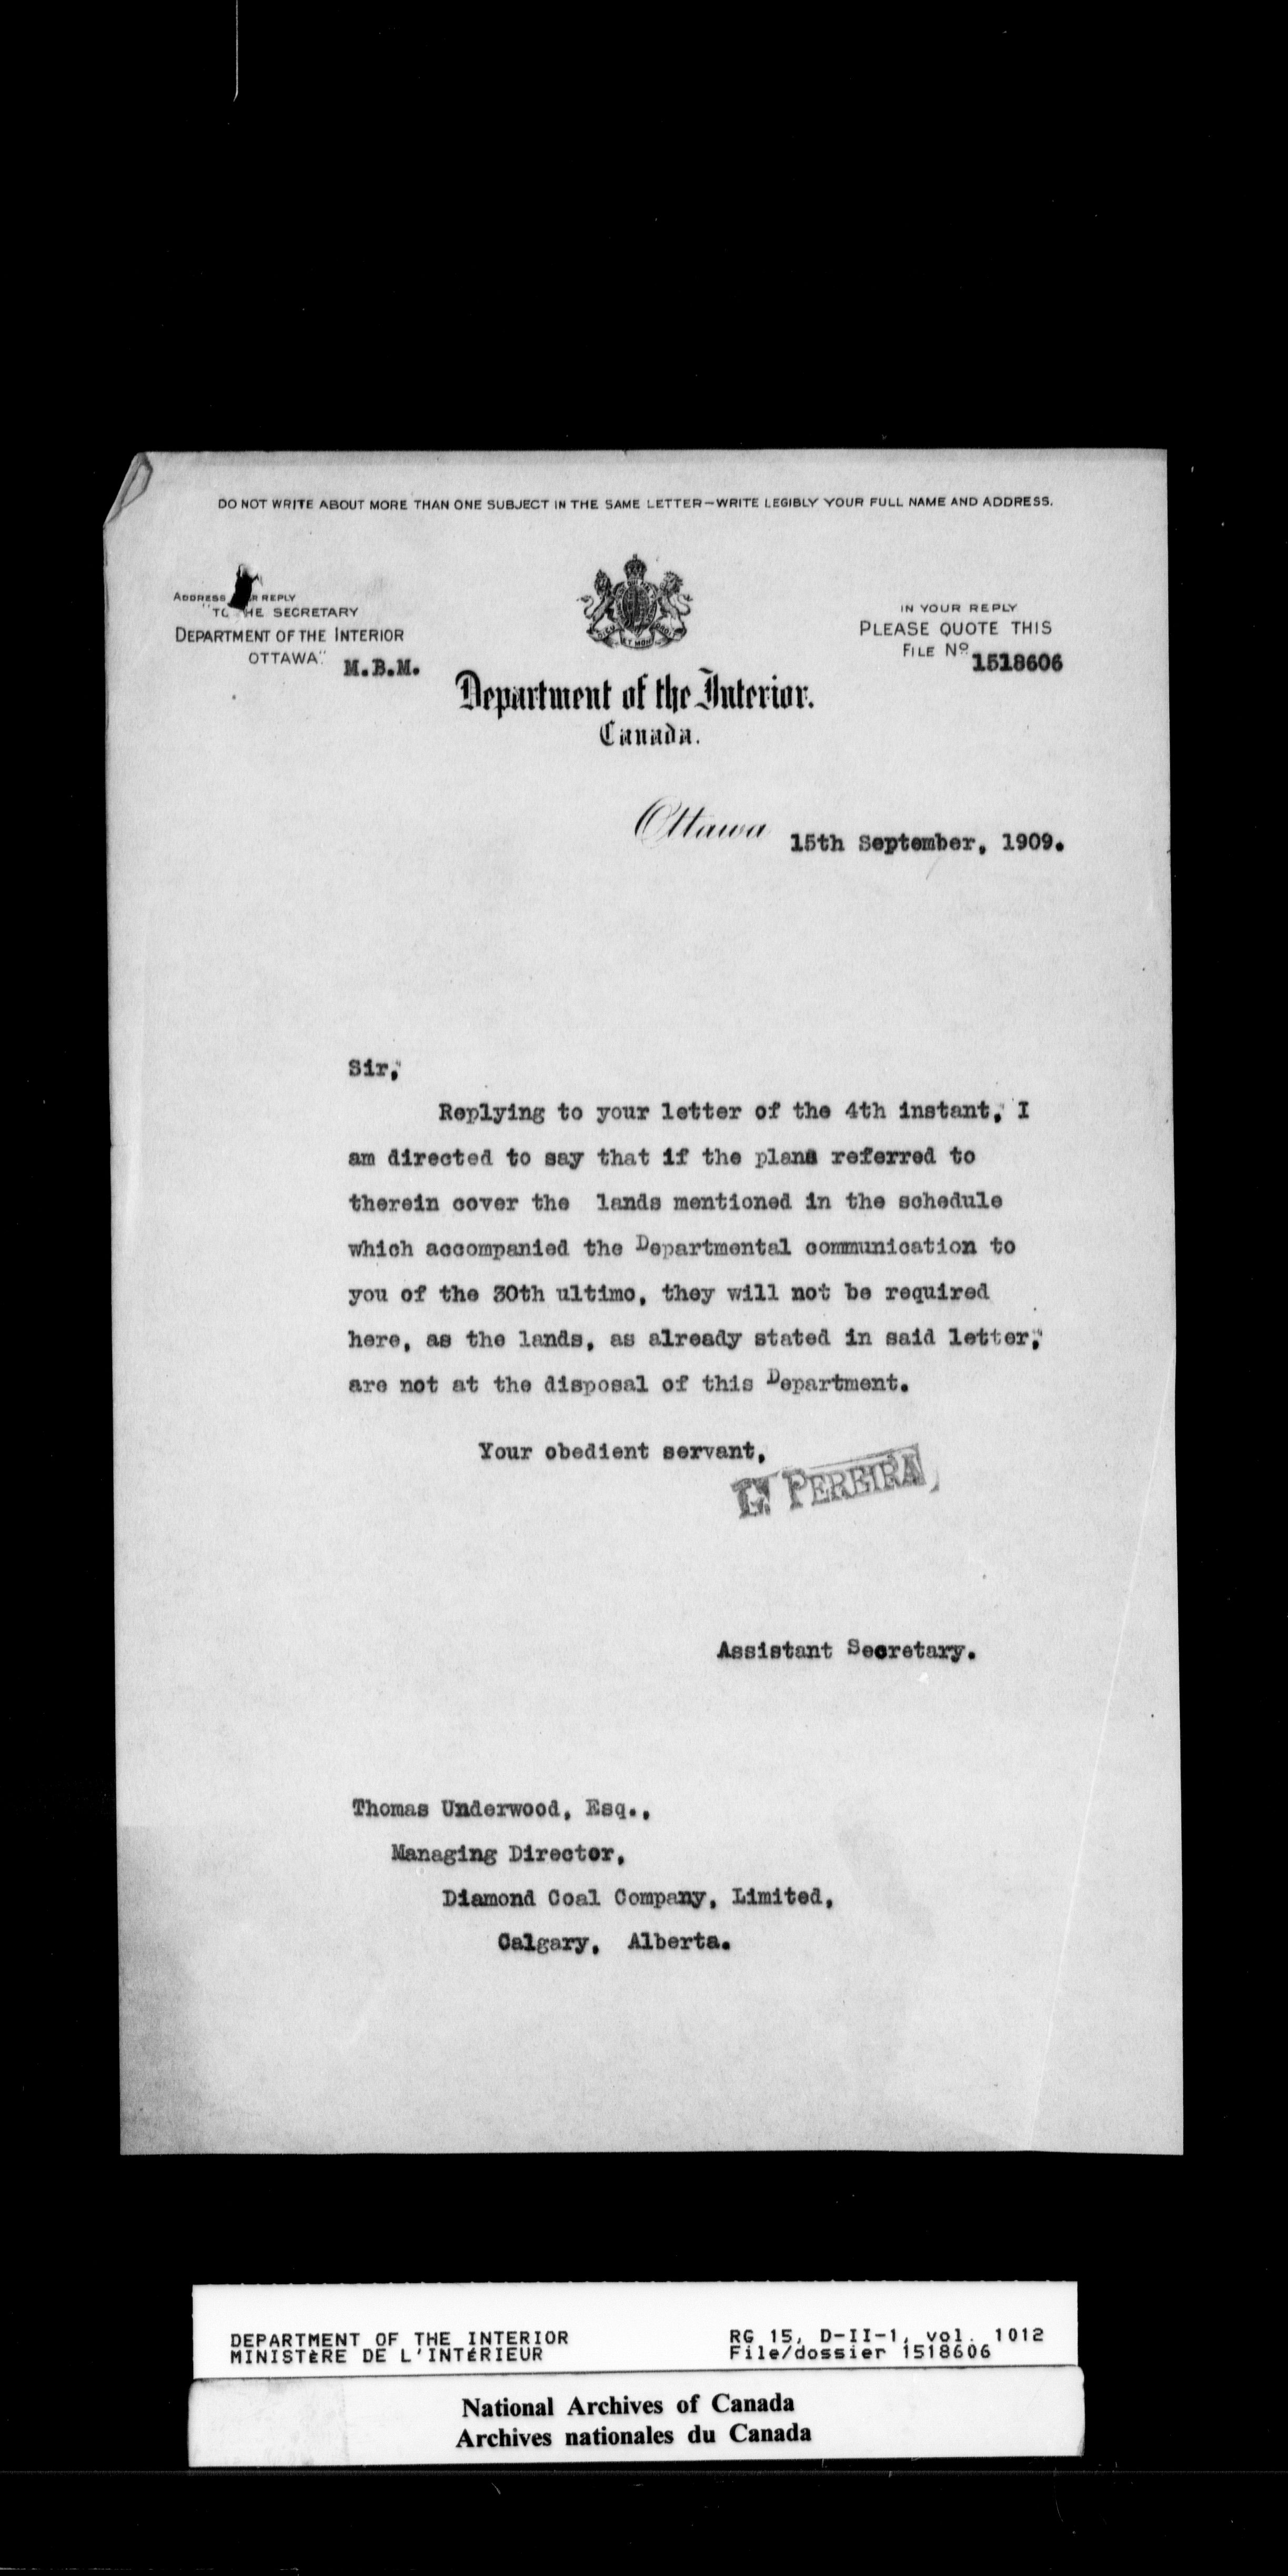 DO NOT WRITE ABOUT MORE THAN ONE SUBJECT IN THE SAME LETTER—WRITE LEGIBLY YOUR FULL NAME AND ADDRESS.
ADDRESS REPLY
"TO THE SECRETARY
DEPARTMENT OF THE INTERIOR
OTTAWA."
M.B.M.
DIEU ET MON DROIT
IN YOUR REPLY
PLEASE QUOTE THIS
FILE No 1518606
Department of the Interior.
Canada.
Ottawa 15th September, 1909.
Sir,
Replying to your letter of the 4th instant, I
am directed to say that if the plans referred to
therein cover the lands mentioned in the schedule
which accompanied the Departmental communication to
you of the 30th ultimo, they will not be required
here, as the lands, as already stated in said letter,
are not at the disposal of this Department.
Your obedient servant,
PEREIRA
Assistant Secretary.
Thomas Underwood, Esq.,
Managing Director,
Diamond Coal Company, Limited,
Calgary, Alberta.
DEPARTMENT OF THE INTERIOR
MINISTÈRE DE L'INTÉRIEUR
RG 15, D-II-1, vol. 1012
File/dossier 1518606
National Archives of Canada
Archives nationales du Canada